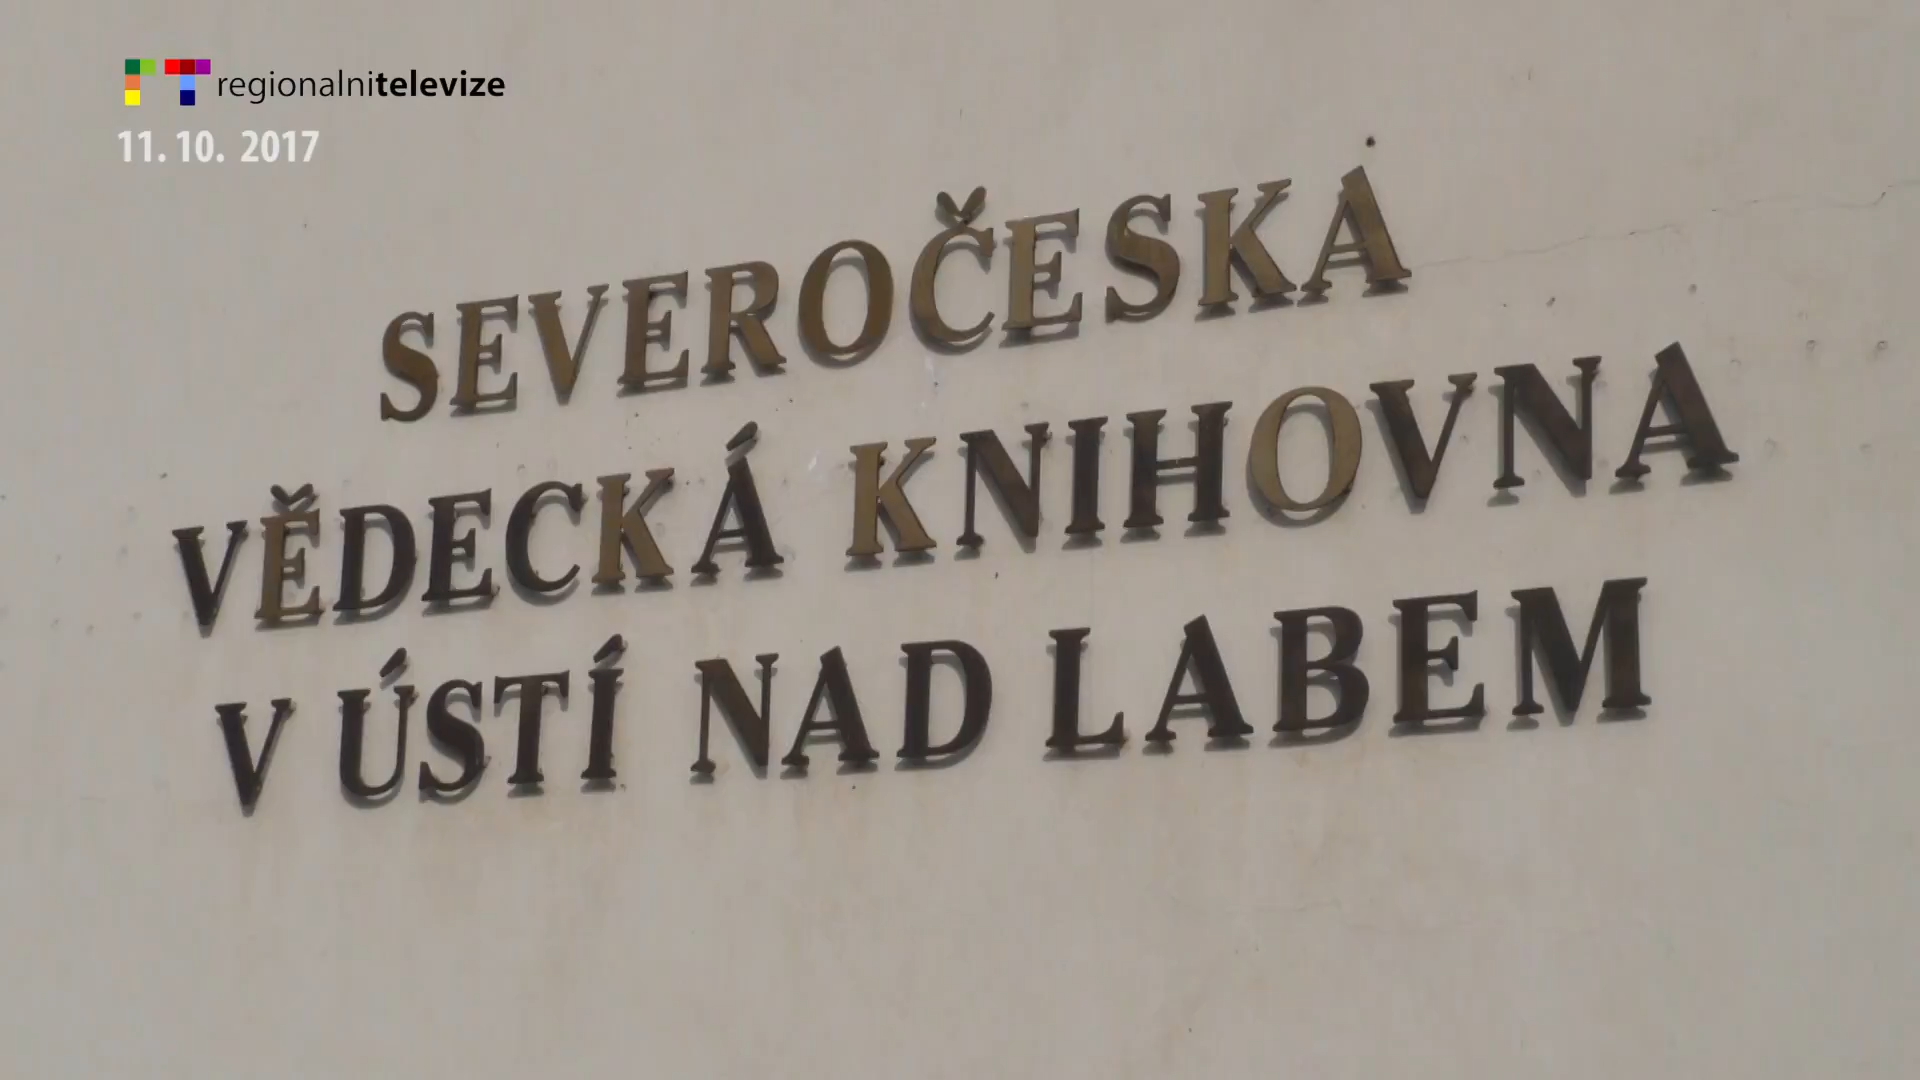 regionalnitelevize
11. 10. 2017
SEVEROČESKA
VĚDECKÁ KNIHOVNA
V ÚSTÍ NAD LABEM